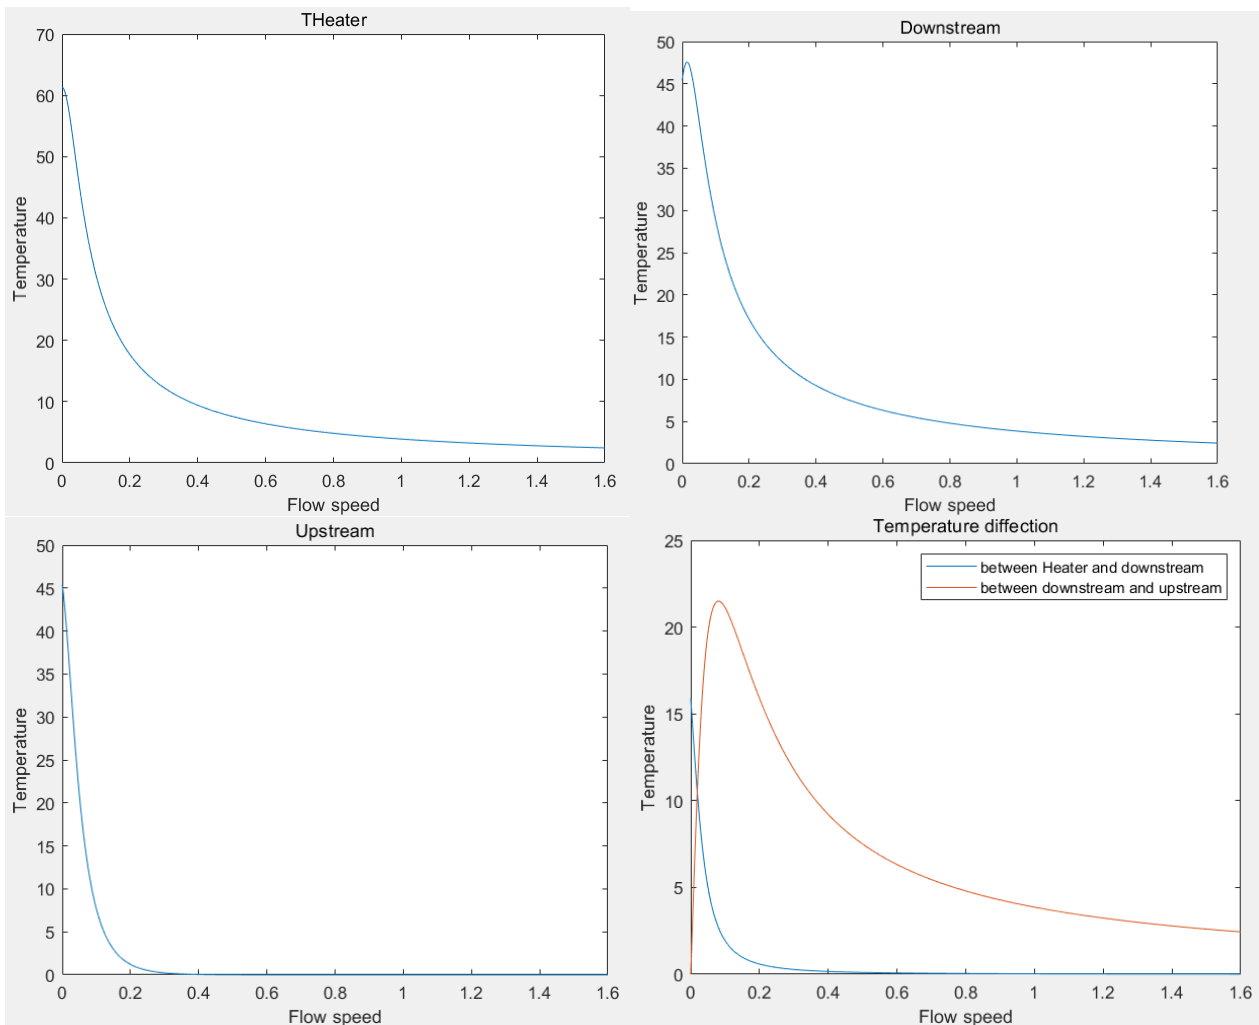 THeater
70
60
50
40
30
20
10
0
Temperature
0 0.2 0.4 0.6 0.8 1 1.2 1.4 1.6
Flow speed
Downstream
50
45
40
35
30
25
20
15
10
5
0
Temperature
0 0.2 0.4 0.6 0.8 1 1.2 1.4 1.6
Flow speed
Upstream
50
45
40
35
30
25
20
15
10
5
0
Temperature
0 0.2 0.4 0.6 0.8 1 1.2 1.4 1.6
Flow speed
Temperature diffection
between Heater and downstream
between downstream and upstream
25
20
15
10
5
0
Temperature
0 0.2 0.4 0.6 0.8 1 1.2 1.4 1.6
Flow speed